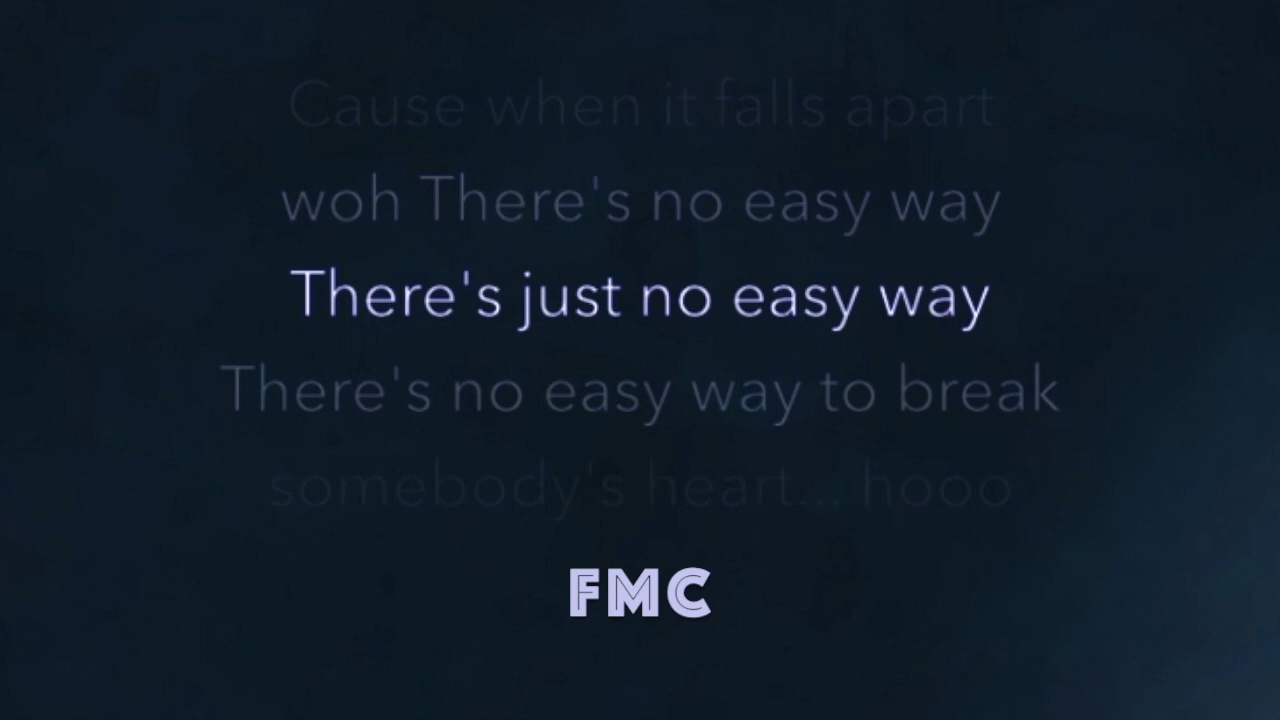 Cause when it falls apart
woh There's no easy way
There's just no easy way
There's no easy way to break
somebody's heart... hooo
FMC